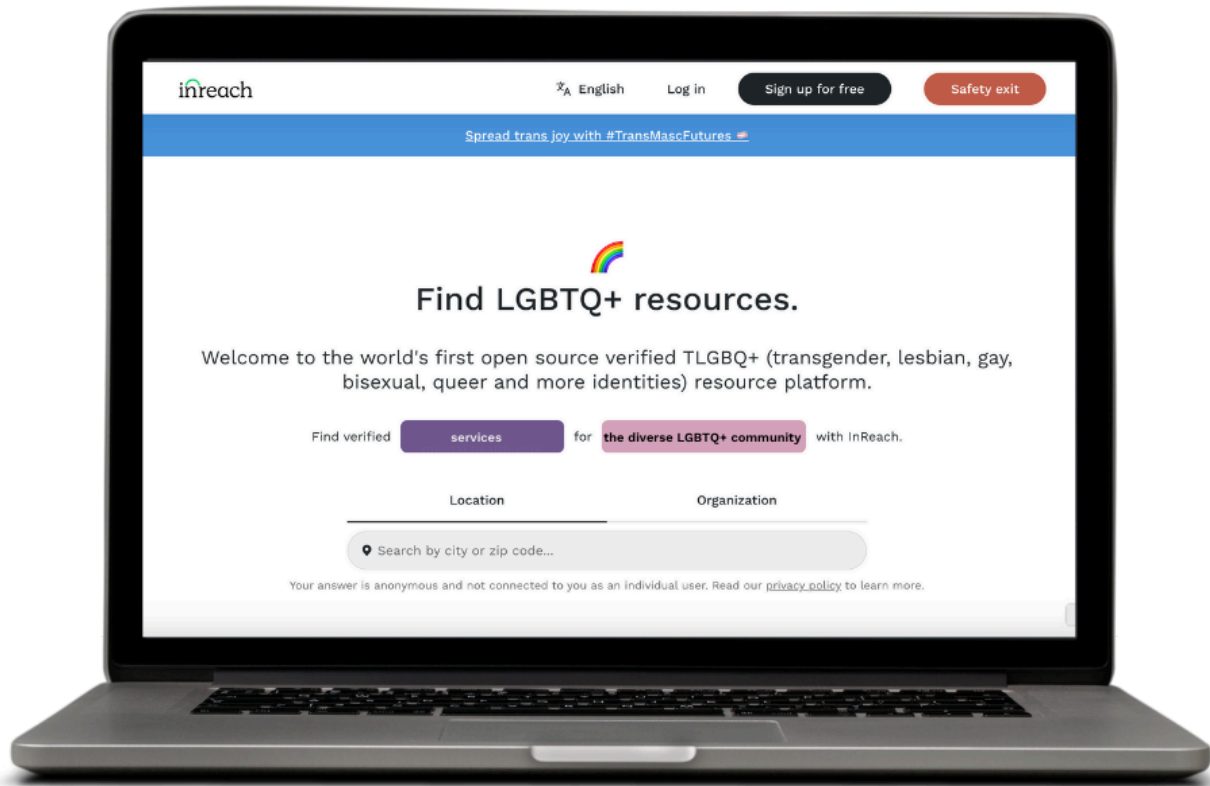 inreach
English
Log in
Sign up for free
Safety exit
Spread trans joy with #TransMascFutures
Find LGBTQ+ resources.
Welcome to the world's first open source verified TLGBQ+ (transgender, lesbian, gay,
bisexual, queer and more identities) resource platform.
Find verified services for the diverse LGBTQ+ community with InReach.
Location Organization
Search by city or zip code...
Your answer is anonymous and not connected to you as an individual user. Read our privacy policy to learn more.